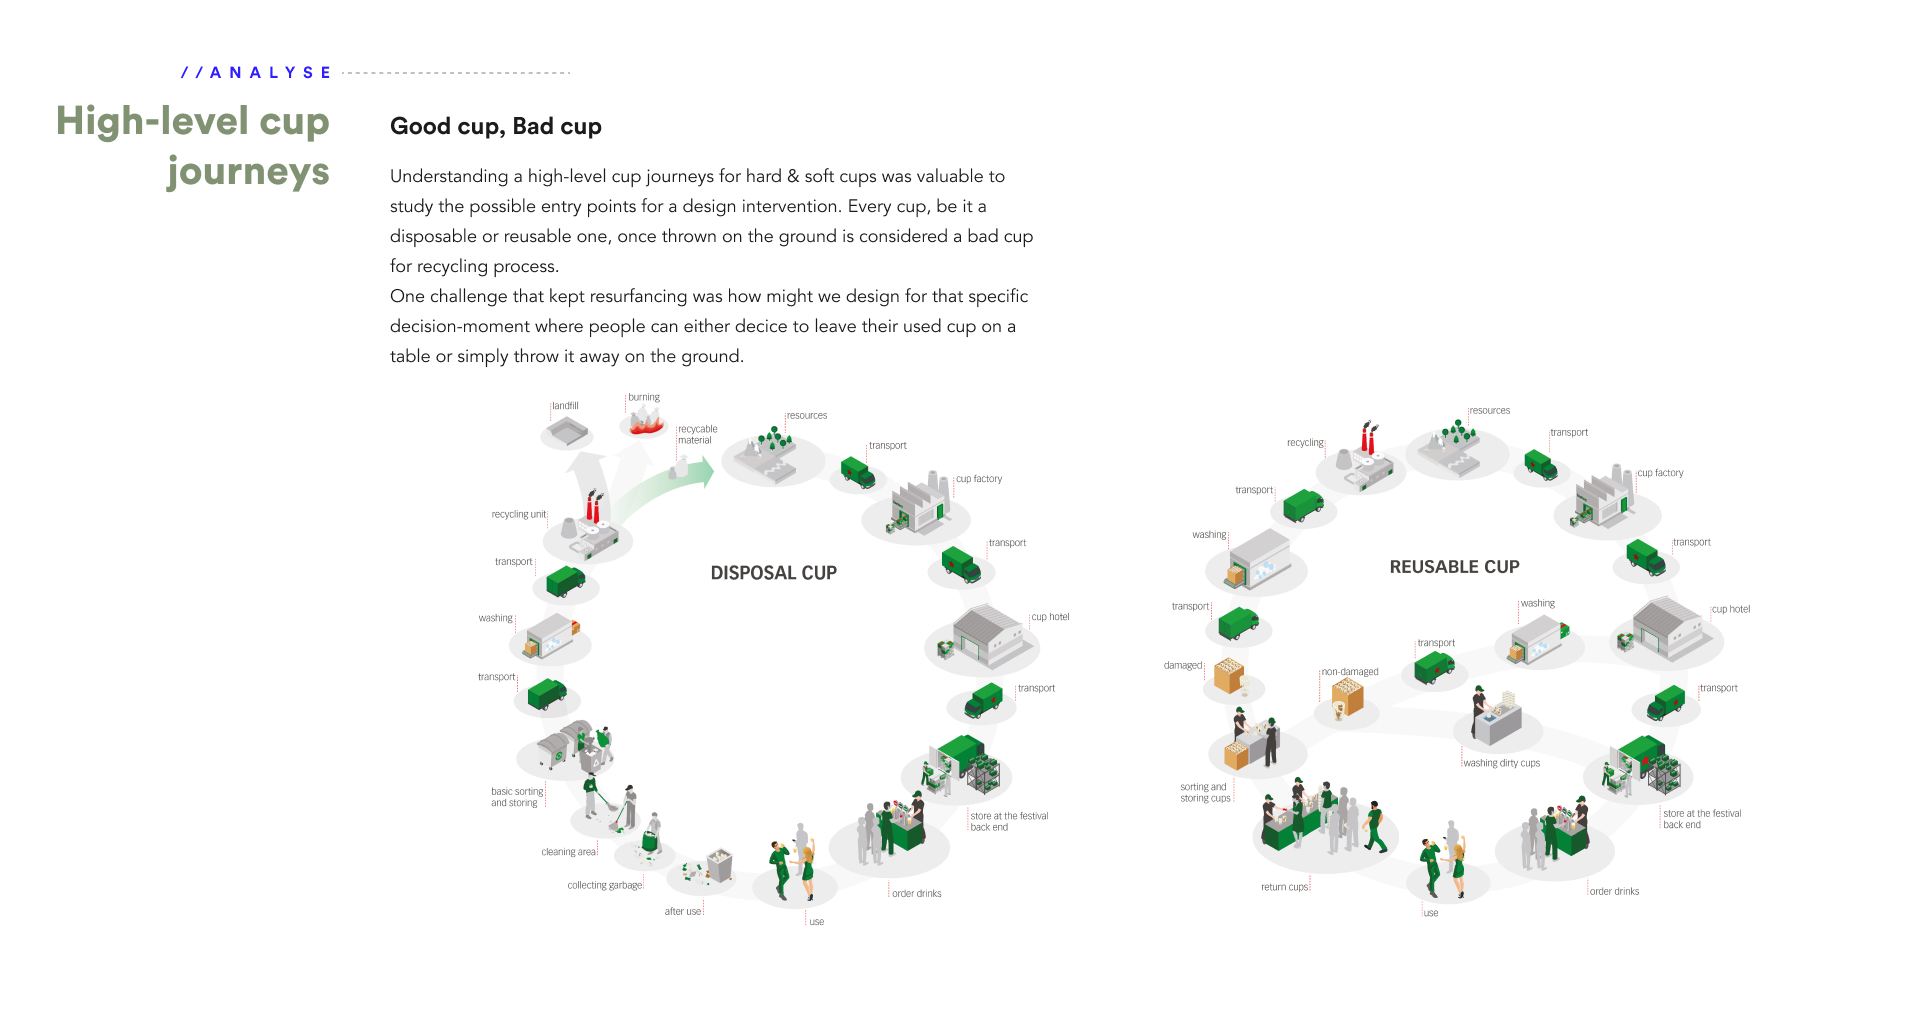 //ANALYSE
High-level cup
journeys
Good cup, Bad cup
Understanding a high-level cup journeys for hard & soft cups was valuable to
study the possible entry points for a design intervention. Every cup, be it a
disposable or reusable one, once thrown on the ground is considered a bad cup
for recycling process.
One challenge that kept resurfancing was how might we design for that specific
decision-moment where people can either decice to leave their used cup on a
table or simply throw it away on the ground.
DISPOSAL CUP
landfill
burning
recycable
material
resources
transport
cup factory
transport
cup hotel
transport
store at the festival
back end
order drinks
use
after use
collecting garbage
cleaning area
basic sorting
and storing
transport
washing
transport
recycling unit
REUSABLE CUP
resources
transport
cup factory
transport
cup hotel
transport
store at the festival
back end
order drinks
use
return cups
sorting and
storing cups
damaged
transport
washing
transport
recycling
non-damaged
transport
washing
washing dirty cups